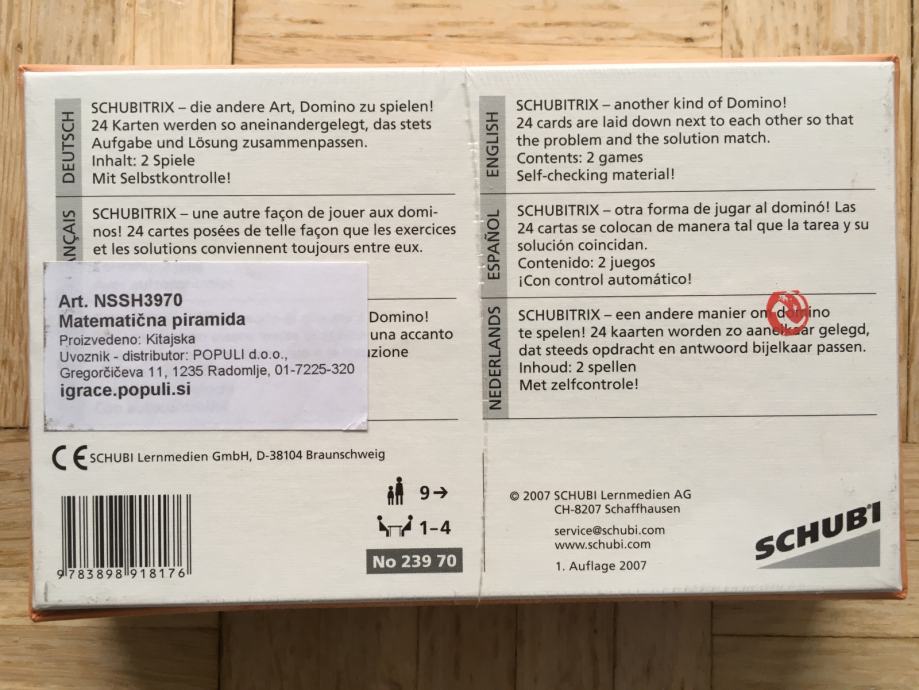 DEUTSCH
SCHUBITRIX – die andere Art, Domino zu spielen!
24 Karten werden so aneinandergelegt, das stets
Aufgabe und Lösung zusammenpassen.
Inhalt: 2 Spiele
Mit Selbstkontrolle!
ANÇAIS
SCHUBITRIX – une autre façon de jouer aux domi-
nos! 24 cartes posées de telle façon que les exercices
et les solutions conviennent toujours entre eux.
Domino!
una accanto
uzione
Art. NSSH3970
Matematična piramida
Proizvedeno: Kitajska
Uvoznik - distributor: POPULI d.o.o.,
Gregorčičeva 11, 1235 Radomlje, 01-7225-320
igrace.populi.si
CE SCHUBI Lernmedien GmbH, D-38104 Braunschweig
9 783898 918176
9→
1–4
No 239 70
ENGLISH
SCHUBITRIX – another kind of Domino!
24 cards are laid down next to each other so that
the problem and the solution match.
Contents: 2 games
Self-checking material!
ESPAÑOL
SCHUBITRIX – otra forma de jugar al dominó! Las
24 cartas se colocan de manera tal que la tarea y su
solución coincidan.
Contenido: 2 juegos
¡Con control automático!
NEDERLANDS
SCHUBITRIX – een andere manier om domino
te spelen! 24 kaarten worden zo aanelkaar gelegd,
dat steeds opdracht en antwoord bijelkaar passen.
Inhoud: 2 spellen
Met zelfcontrole!
© 2007 SCHUBI Lernmedien AG
CH-8207 Schaffhausen
service@schubi.com
www.schubi.com
1. Auflage 2007
SCHUBI